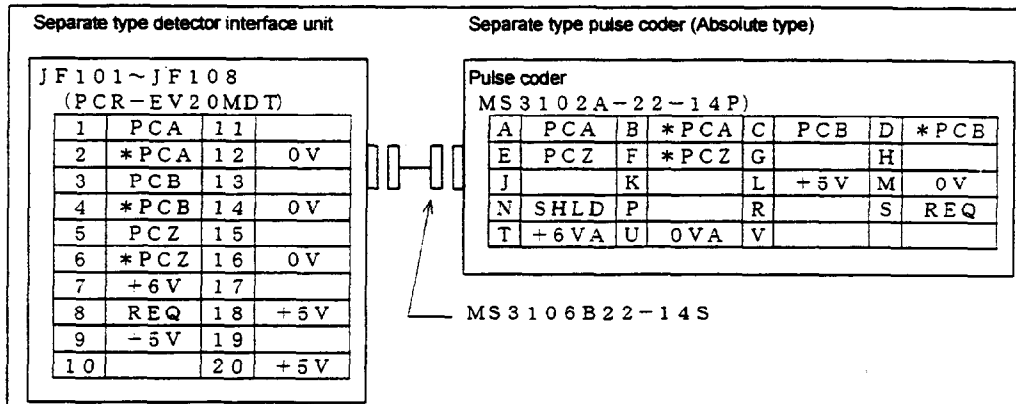 Separate type detector interface unit
Separate type pulse coder (Absolute type)
JF101~JF108
(PCR-EV20MDT)
1 PCA 11
2 *PCA 12 0V
3 PCB 13
4 *PCB 14 0V
5 PCZ 15
6 *PCZ 16 0V
7 +6V 17
8 REQ 18 +5V
9 +5V 19
10 20 +5V
Pulse coder
MS3102A-22-14P)
A PCA B *PCA C PCB D *PCB
E PCZ F *PCZ G H
J K L +5V M 0V
N SHLD P R S REQ
T +6VA U 0VA V
MS3106B22-14S